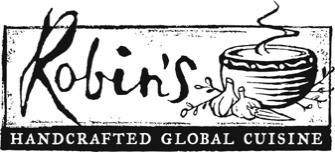 Robin's
HANDCRAFTED GLOBAL CUISINE